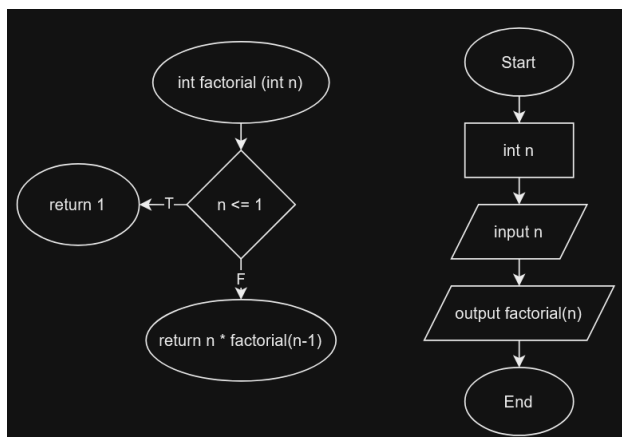 int factorial (int n)
n <= 1
T
return 1
F
return n * factorial(n-1)
Start
int n
input n
output factorial(n)
End